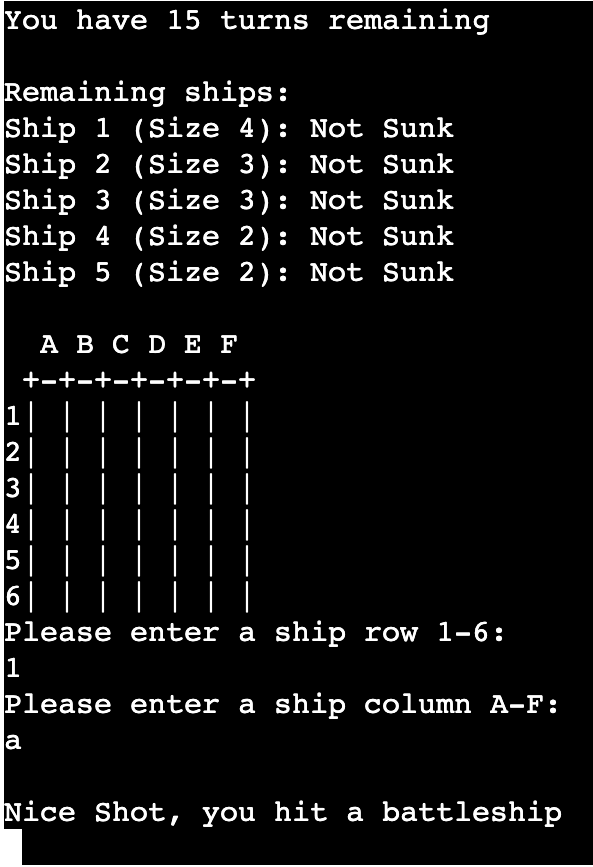 You have 15 turns remaining
Remaining ships:
Ship 1 (Size 4): Not Sunk
Ship 2 (Size 3): Not Sunk
Ship 3 (Size 3): Not Sunk
Ship 4 (Size 2): Not Sunk
Ship 5 (Size 2): Not Sunk
  A B C D E F
 +-+-+-+-+-+-+
1| | | | | | |
2| | | | | | |
3| | | | | | |
4| | | | | | |
5| | | | | | |
6| | | | | | |
Please enter a ship row 1-6:
1
Please enter a ship column A-F:
a
Nice Shot, you hit a battleship